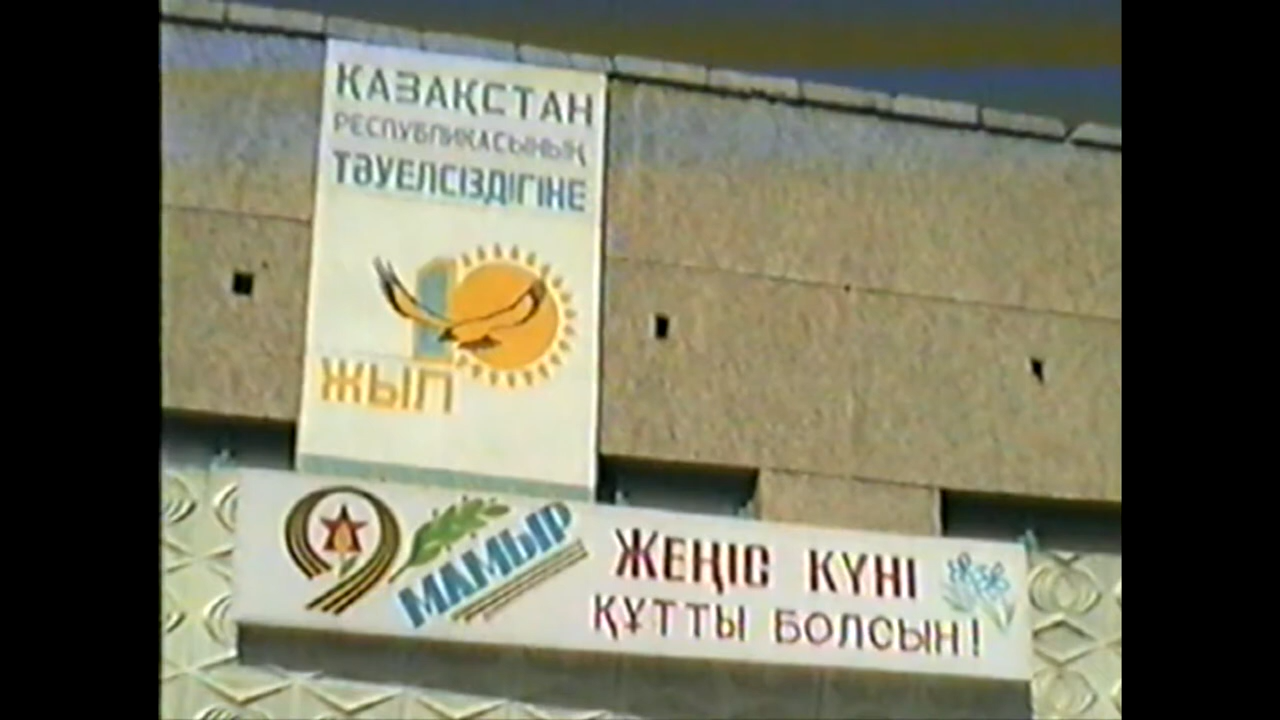 ҚАЗАҚСТАН
РЕСПУБЛИКАСЫНЫҢ
ТӘУЕЛСІЗДІГІНЕ
10
ЖЫЛ
9 МАМЫР
ЖЕҢІС КҮНІ
ҚҰТТЫ БОЛСЫН!